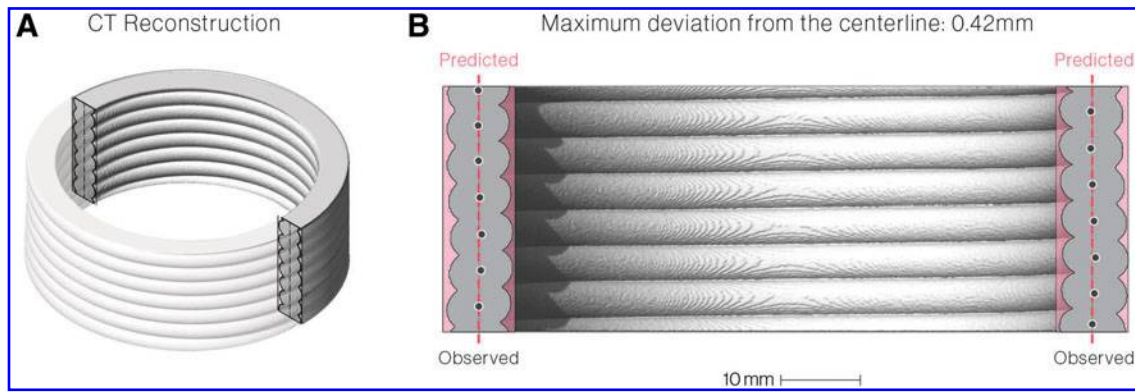 A
CT Reconstruction
B
Maximum deviation from the centerline: 0.42mm
Predicted
Predicted
Observed
Observed
10 mm